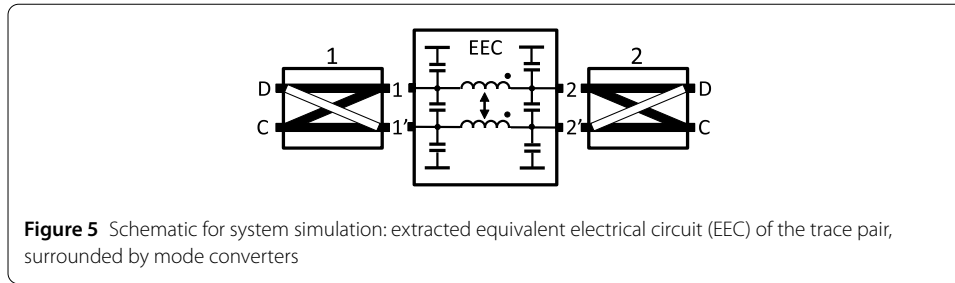 1
EEC
2
D
1
2
D
C
1'
2'
C
Figure 5 Schematic for system simulation: extracted equivalent electrical circuit (EEC) of the trace pair,
surrounded by mode converters